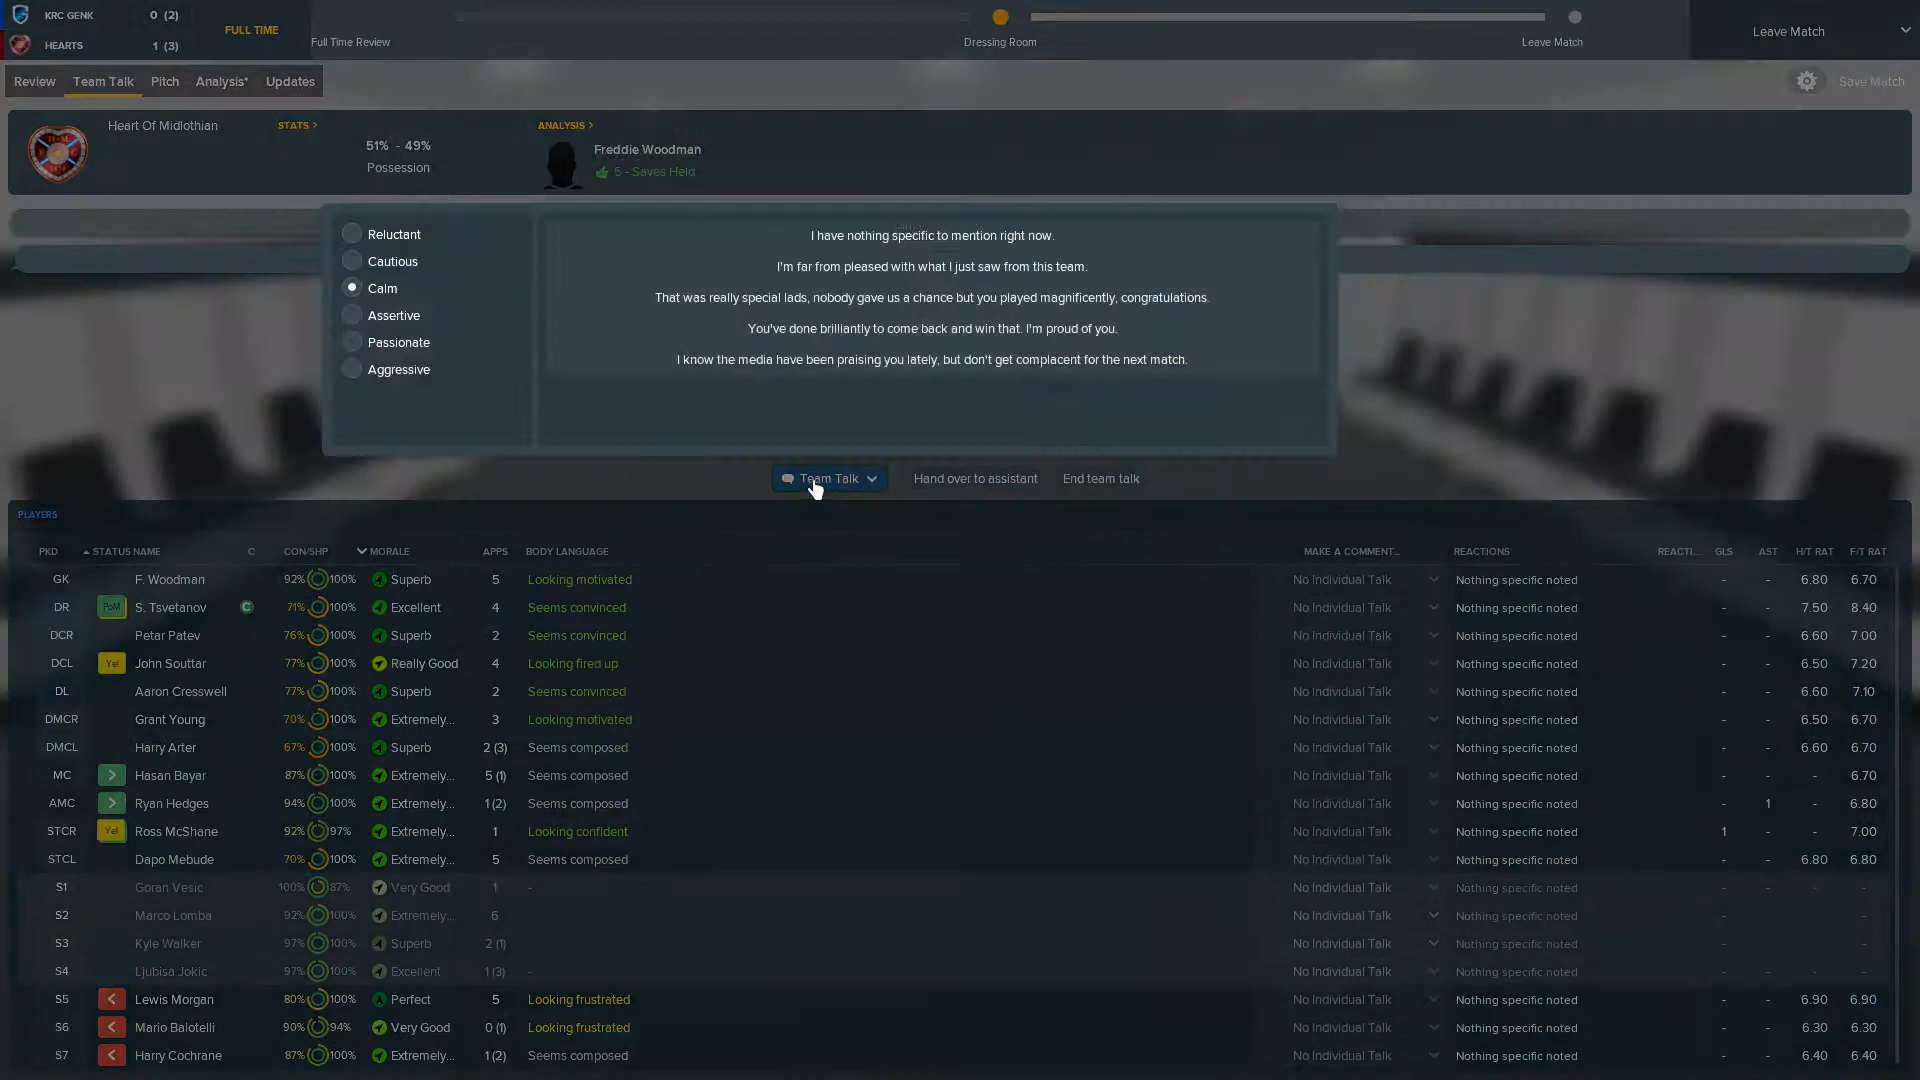 KRC GENK 0 (2)
HEARTS 1 (3)
FULL TIME
Full Time Review
Dressing Room
Leave Match
Leave Match
Review Team Talk Pitch Analysis* Updates
Save Match
Heart Of Midlothian
STATS >
51% - 49%
Possession
ANALYSIS >
Freddie Woodman
5 - Saves Held
Reluctant
Cautious
Calm
Assertive
Passionate
Aggressive
I have nothing specific to mention right now.
I'm far from pleased with what I just saw from this team.
That was really special lads, nobody gave us a chance but you played magnificently, congratulations.
You've done brilliantly to come back and win that. I'm proud of you.
I know the media have been praising you lately, but don't get complacent for the next match.
Team Talk Hand over to assistant End team talk
PLAYERS
PKD STATUS NAME C CON/SHP MORALE APPS BODY LANGUAGE MAKE A COMMENT... REACTIONS REACTI... GLS AST H/T RAT F/T RAT
GK F. Woodman 92% 100% Superb 5 Looking motivated No Individual Talk Nothing specific noted - - 6.80 6.70
DR PoM S. Tsvetanov C 71% 100% Excellent 4 Seems convinced No Individual Talk Nothing specific noted - - 7.50 8.40
DCR Petar Patev 76% 100% Superb 2 Seems convinced No Individual Talk Nothing specific noted - - 6.60 7.00
DCL Yel John Souttar 77% 100% Really Good 4 Looking fired up No Individual Talk Nothing specific noted - - 6.50 7.20
DL Aaron Cresswell 77% 100% Superb 2 Seems convinced No Individual Talk Nothing specific noted - - 6.60 7.10
DMCR Grant Young 70% 100% Extremely... 3 Looking motivated No Individual Talk Nothing specific noted - - 6.50 6.70
DMCL Harry Arter 67% 100% Superb 2 (3) Seems composed No Individual Talk Nothing specific noted - - 6.60 6.70
MC Hasan Bayar 87% 100% Extremely... 5 (1) Seems composed No Individual Talk Nothing specific noted - - - 6.70
AMC Ryan Hedges 94% 100% Extremely... 1 (2) Seems composed No Individual Talk Nothing specific noted - 1 - 6.80
STCR Yel Ross McShane 92% 97% Extremely... 1 Looking confident No Individual Talk Nothing specific noted 1 - - 7.00
STCL Dapo Mebude 70% 100% Extremely... 5 Seems composed No Individual Talk Nothing specific noted - - 6.80 6.80
S1 Goran Vesic 100% 87% Very Good 1 - No Individual Talk Nothing specific noted - - - -
S2 Marco Lomba 92% 100% Extremely... 6 No Individual Talk Nothing specific noted - -
S3 Kyle Walker 97% 100% Superb 2 (1) No Individual Talk Nothing specific noted - -
S4 Ljubisa Jokic 97% 100% Excellent 1 (3) - No Individual Talk Nothing specific noted - - - -
S5 Lewis Morgan 80% 100% Perfect 5 Looking frustrated No Individual Talk Nothing specific noted - - 6.90 6.90
S6 Mario Balotelli 90% 94% Very Good 0 (1) Looking frustrated No Individual Talk Nothing specific noted - - 6.30 6.30
S7 Harry Cochrane 87% 100% Extremely... 1 (2) Seems composed No Individual Talk Nothing specific noted - - 6.40 6.40